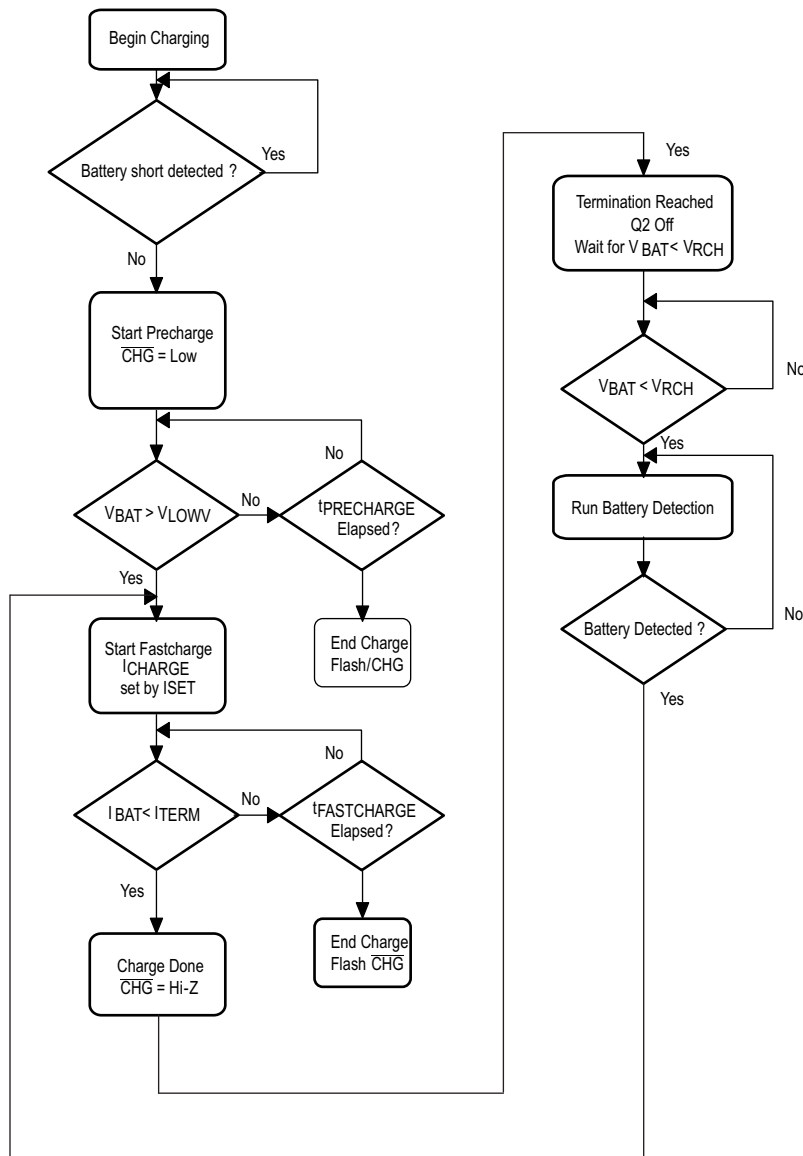 Begin Charging
Battery short detected ?
Yes
No
Start Precharge
C̅H̅G̅ = Low
No
VBAT > VLOWV
No
tPRECHARGE
Elapsed?
Yes
Start Fastcharge
ICHARGE
set by ISET
End Charge
Flash/CHG
No
I BAT< ITERM
No
tFASTCHARGE
Elapsed?
Yes
Charge Done
C̅H̅G̅ = Hi-Z
End Charge
Flash C̅H̅G̅
Yes
Termination Reached
Q2 Off
Wait for V BAT< VRCH
No
VBAT < VRCH
Yes
Run Battery Detection
Battery Detected ?
No
Yes